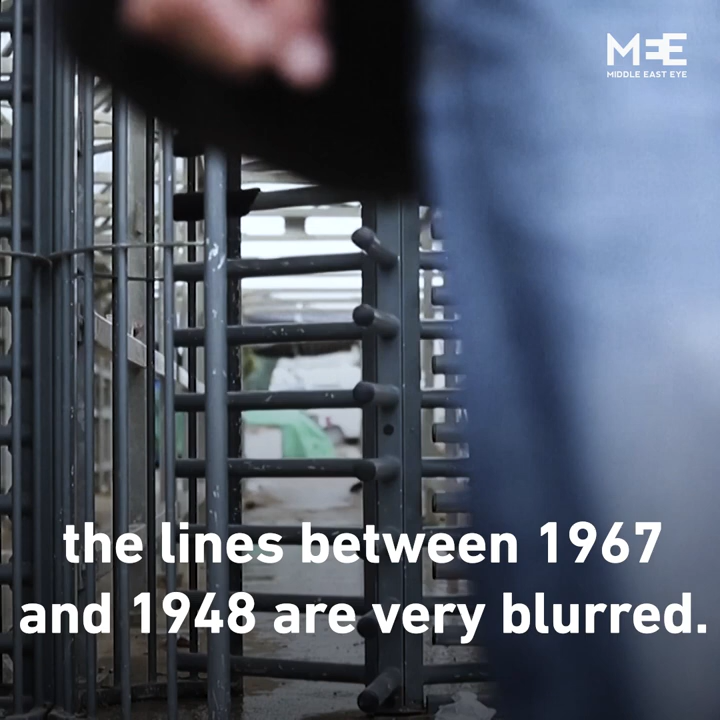 MEE
MIDDLE EAST EYE
the lines between 1967
and 1948 are very blurred.